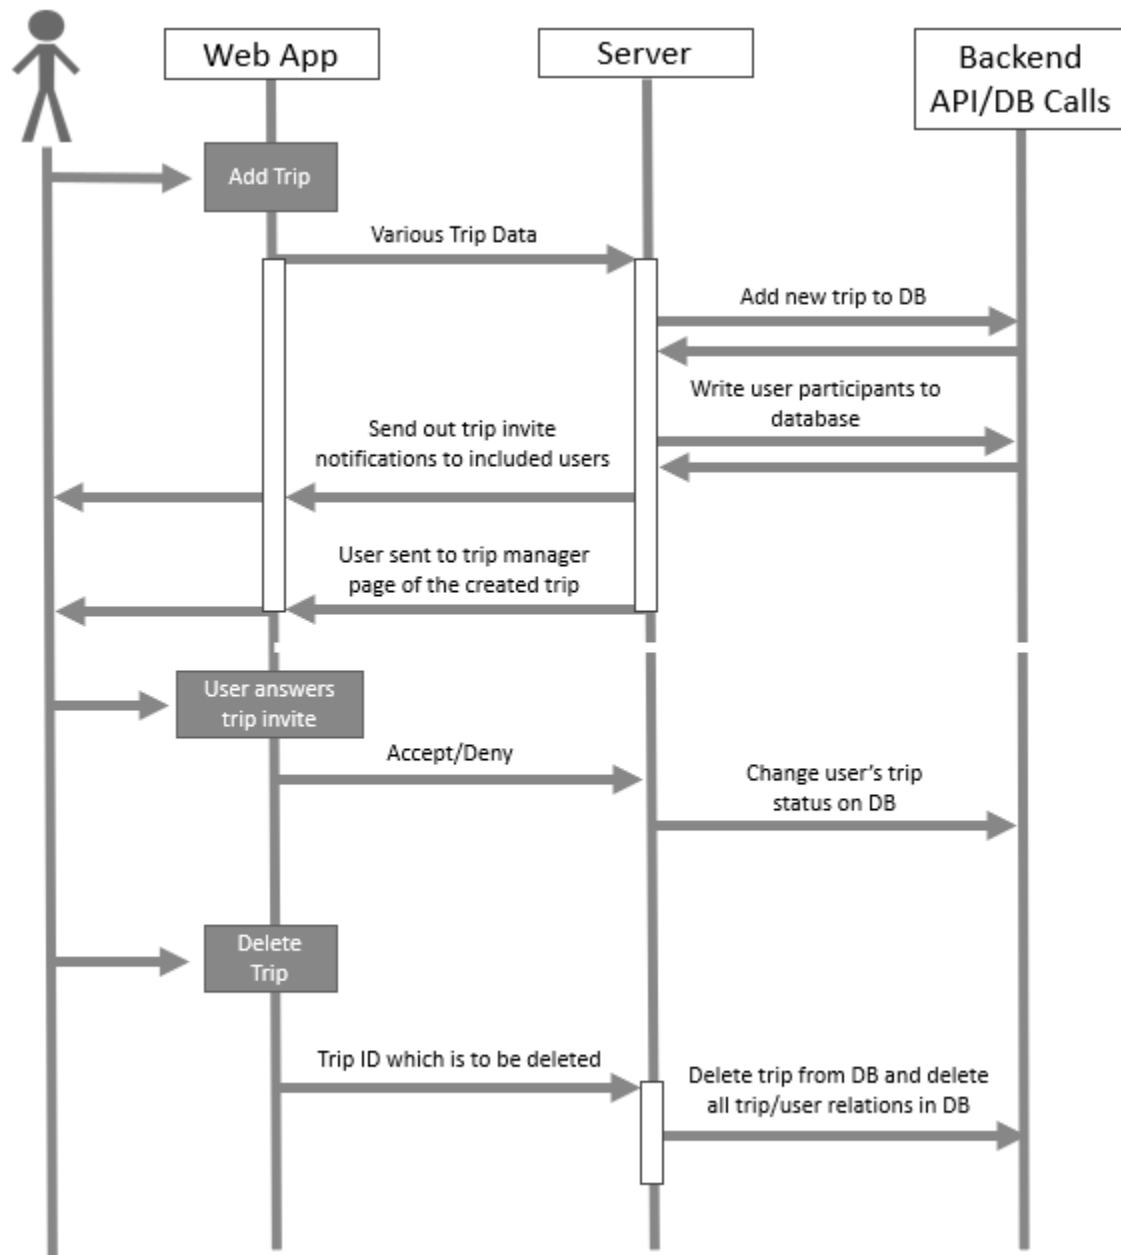 Web App
Server
Backend
API/DB Calls
Add Trip
Various Trip Data
Add new trip to DB
Write user participants to
database
Send out trip invite
notifications to included users
User sent to trip manager
page of the created trip
User answers
trip invite
Accept/Deny
Change user’s trip
status on DB
Delete
Trip
Trip ID which is to be deleted
Delete trip from DB and delete
all trip/user relations in DB